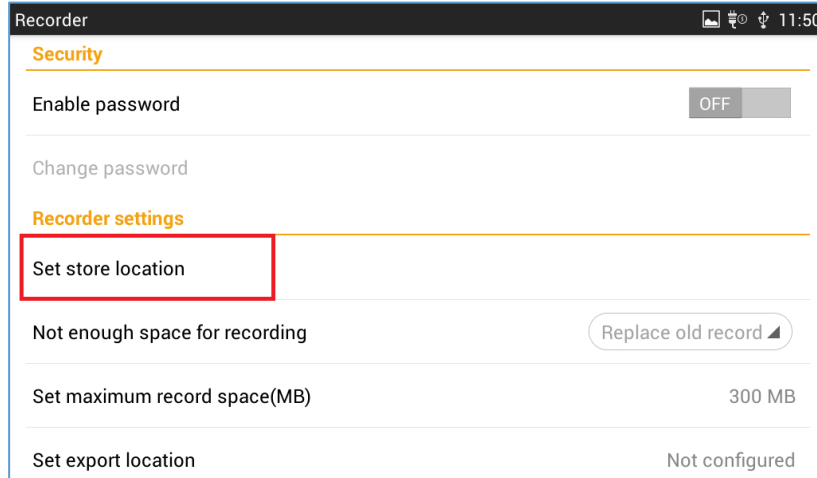 Recorder 11:50
Security
Enable password OFF
Change password
Recorder settings
Set store location
Not enough space for recording Replace old record
Set maximum record space(MB) 300 MB
Set export location Not configured